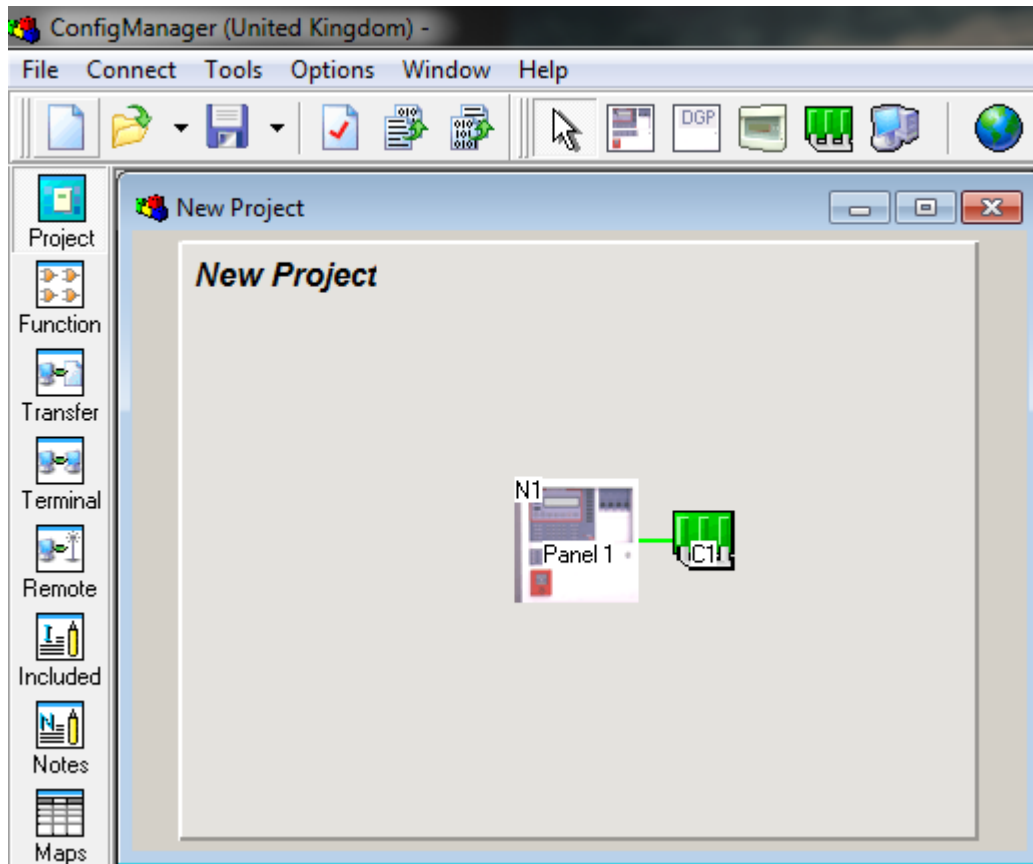 ConfigManager (United Kingdom) -
File Connect Tools Options Window Help
DGP
Project
Function
Transfer
Terminal
Remote
Included
Notes
Maps
New Project
New Project
N1
Panel 1
C1